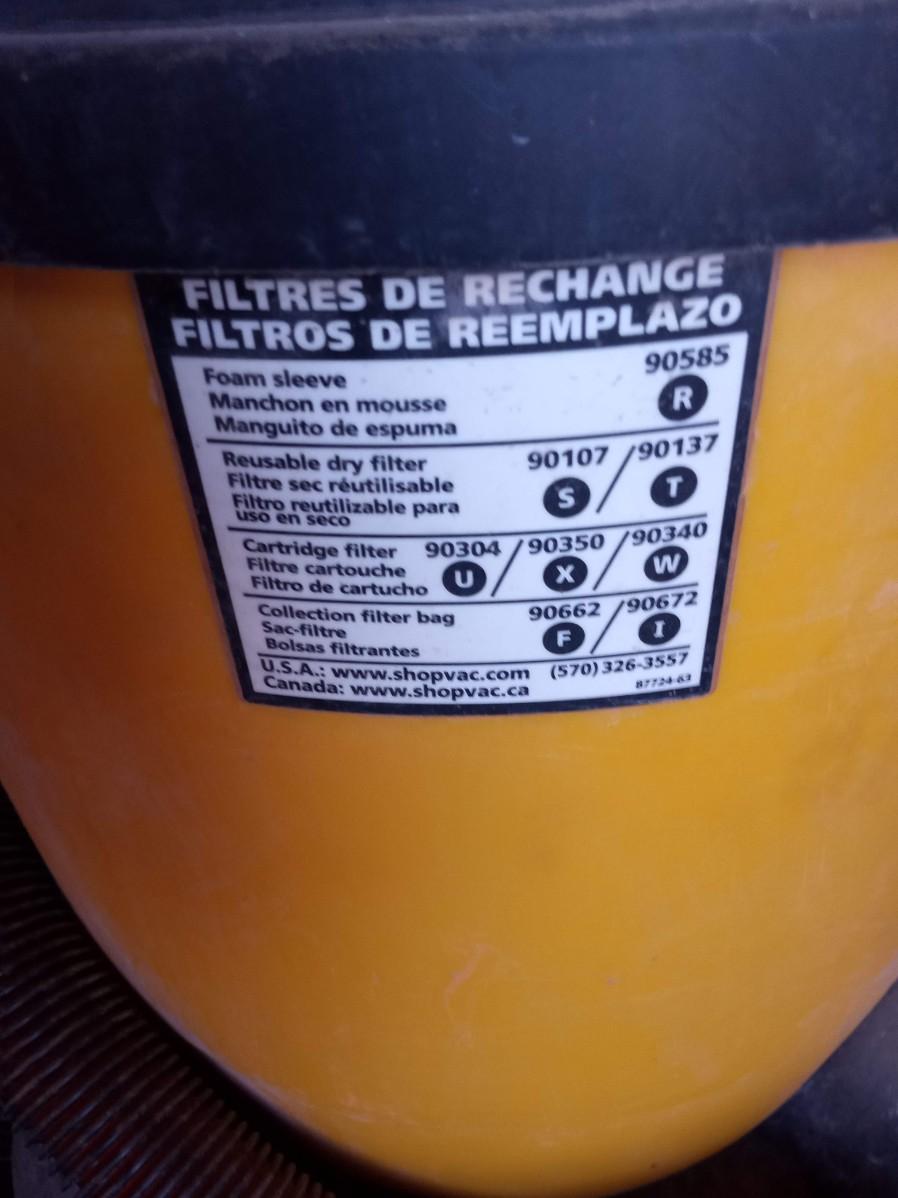 FILTRES DE RECHANGE
FILTROS DE REEMPLAZO
Foam sleeve 90585
Manchon en mousse R
Manguito de espuma
Reusable dry filter 90107 / 90137
Filtre sec réutilisable S T
Filtro reutilizable para
uso en seco
Cartridge filter 90304 / 90350 / 90340
Filtre cartouche U X W
Filtro de cartucho
Collection filter bag 90662 / 90672
Sac-filtre F I
Bolsas filtrantes
U.S.A.: www.shopvac.com (570) 326-3557
Canada: www.shopvac.ca 87724-63